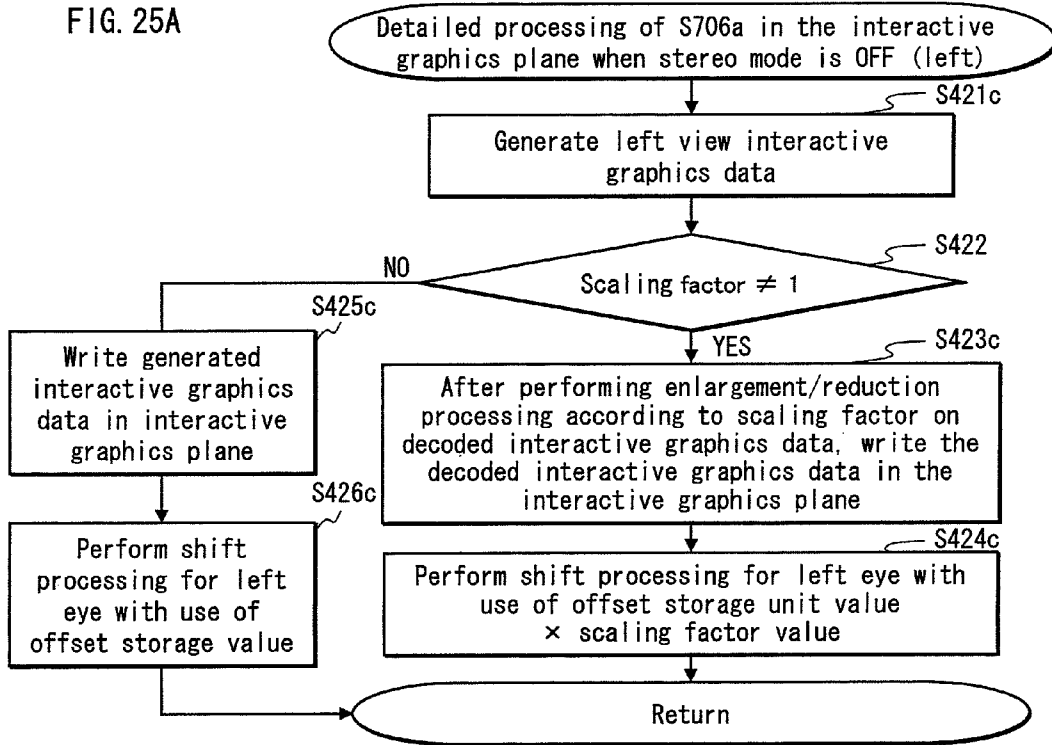 FIG. 25A
Detailed processing of S706a in the interactive
graphics plane when stereo mode is OFF (left)
S421c
Generate left view interactive
graphics data
S422
Scaling factor ≠ 1
NO
S425c
Write generated
interactive graphics
data in interactive
graphics plane
S426c
Perform shift
processing for left
eye with use of
offset storage value
YES
S423c
After performing enlargement/reduction
processing according to scaling factor on
decoded interactive graphics data, write the
decoded interactive graphics data in the
interactive graphics plane
S424c
Perform shift processing for left eye with
use of offset storage unit value
× scaling factor value
Return